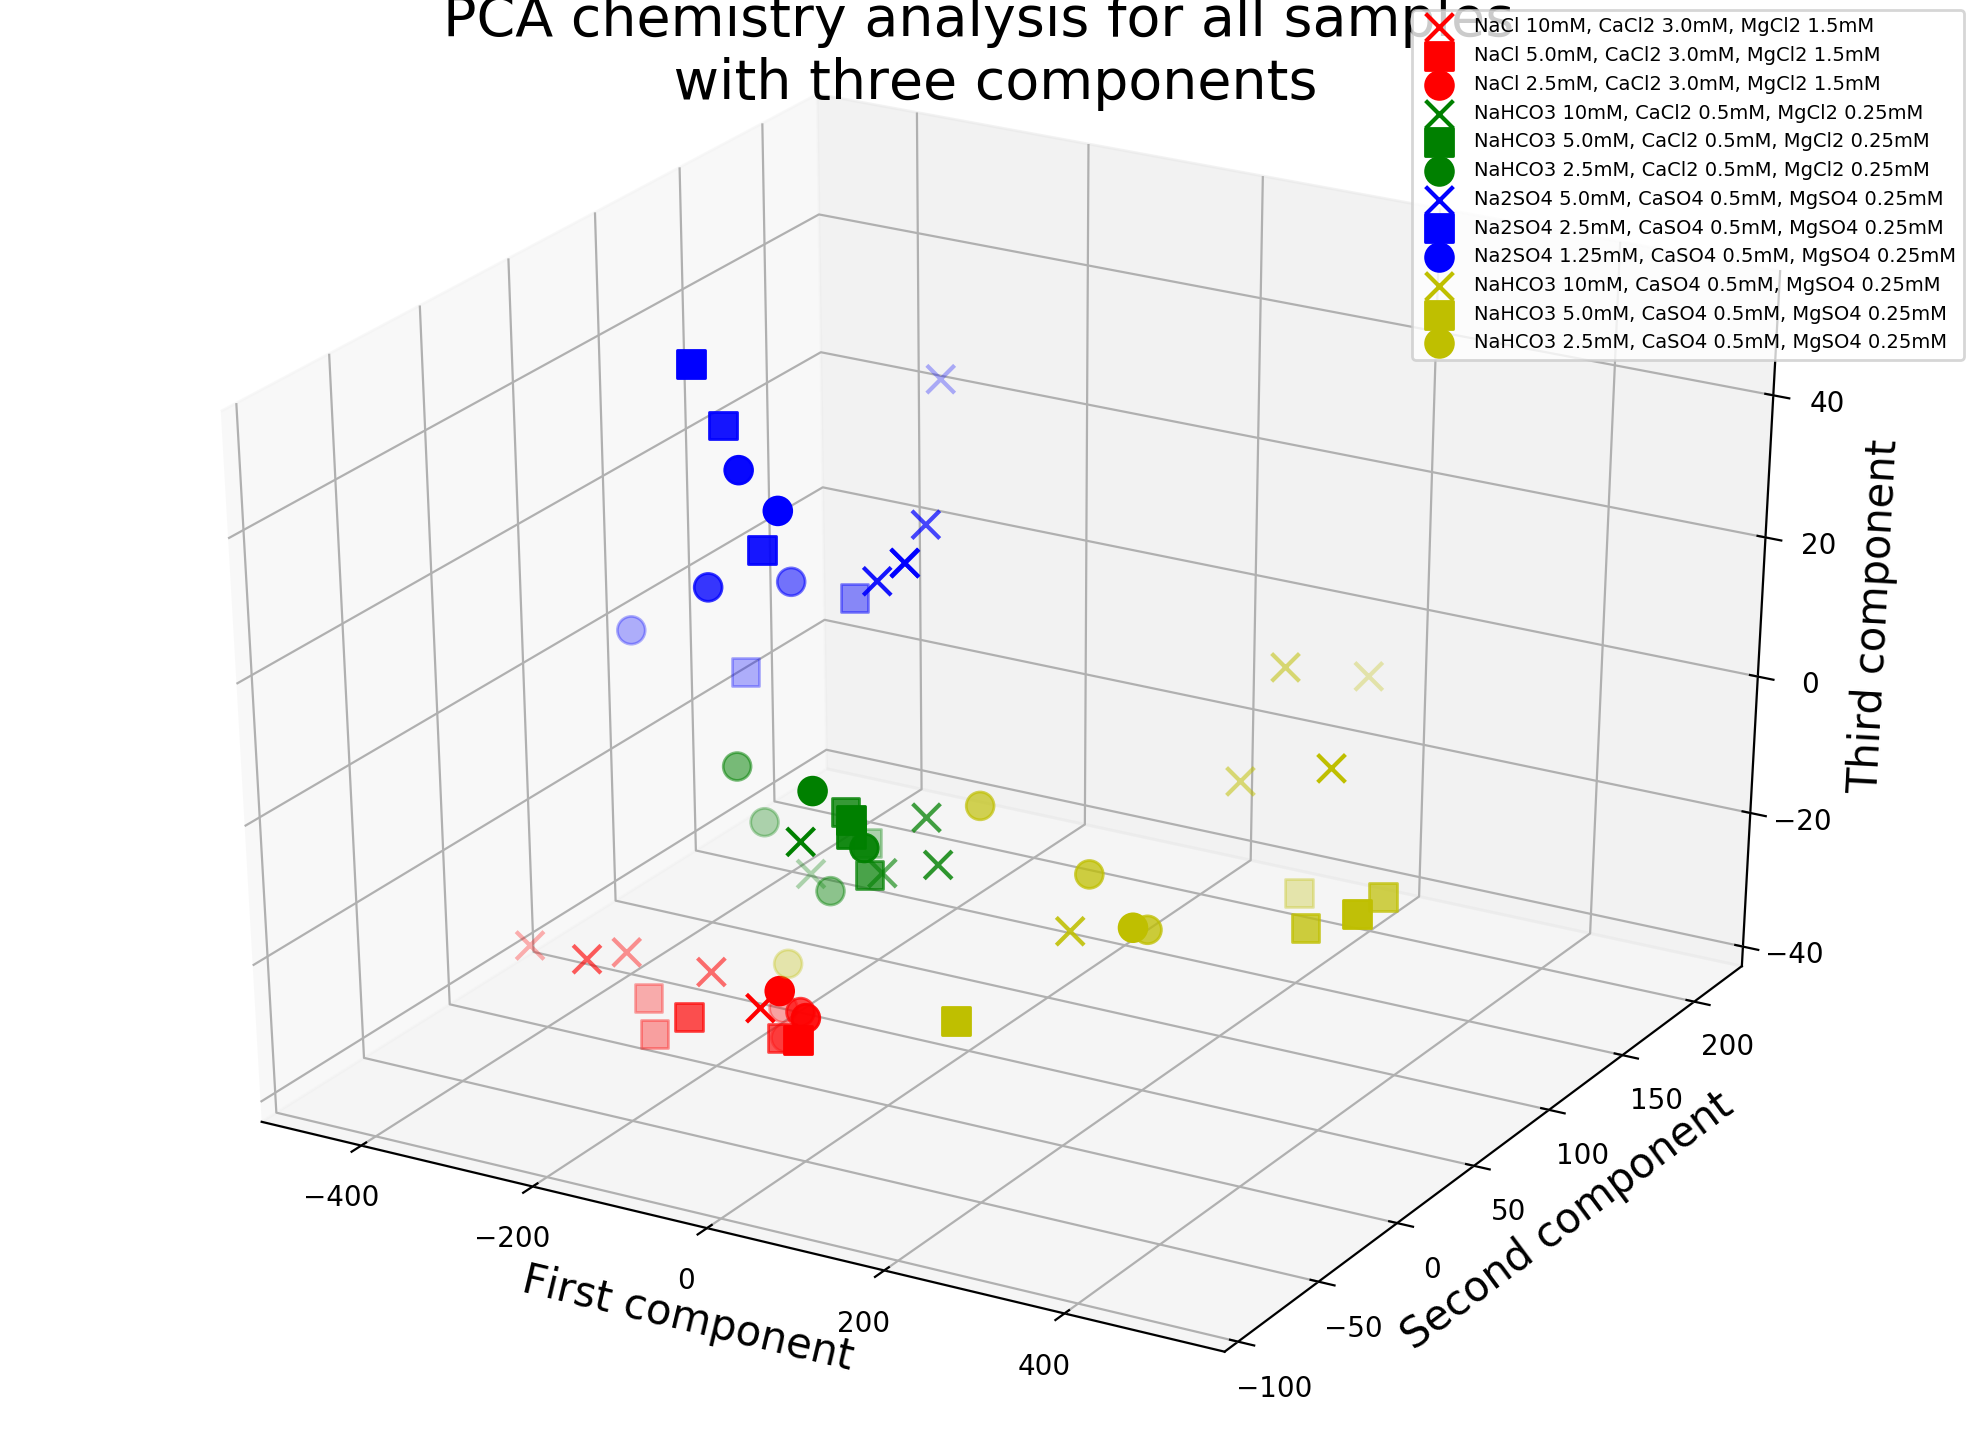 PCA chemistry analysis for all samples
with three components
NaCl 10mM, CaCl2 3.0mM, MgCl2 1.5mM
NaCl 5.0mM, CaCl2 3.0mM, MgCl2 1.5mM
NaCl 2.5mM, CaCl2 3.0mM, MgCl2 1.5mM
NaHCO3 10mM, CaCl2 0.5mM, MgCl2 0.25mM
NaHCO3 5.0mM, CaCl2 0.5mM, MgCl2 0.25mM
NaHCO3 2.5mM, CaCl2 0.5mM, MgCl2 0.25mM
Na2SO4 5.0mM, CaSO4 0.5mM, MgSO4 0.25mM
Na2SO4 2.5mM, CaSO4 0.5mM, MgSO4 0.25mM
Na2SO4 1.25mM, CaSO4 0.5mM, MgSO4 0.25mM
NaHCO3 10mM, CaSO4 0.5mM, MgSO4 0.25mM
NaHCO3 5.0mM, CaSO4 0.5mM, MgSO4 0.25mM
NaHCO3 2.5mM, CaSO4 0.5mM, MgSO4 0.25mM
40
20
0
−20
−40
Third component
200
150
100
50
0
−50
−100
Second component
−400
−200
0
200
400
First component